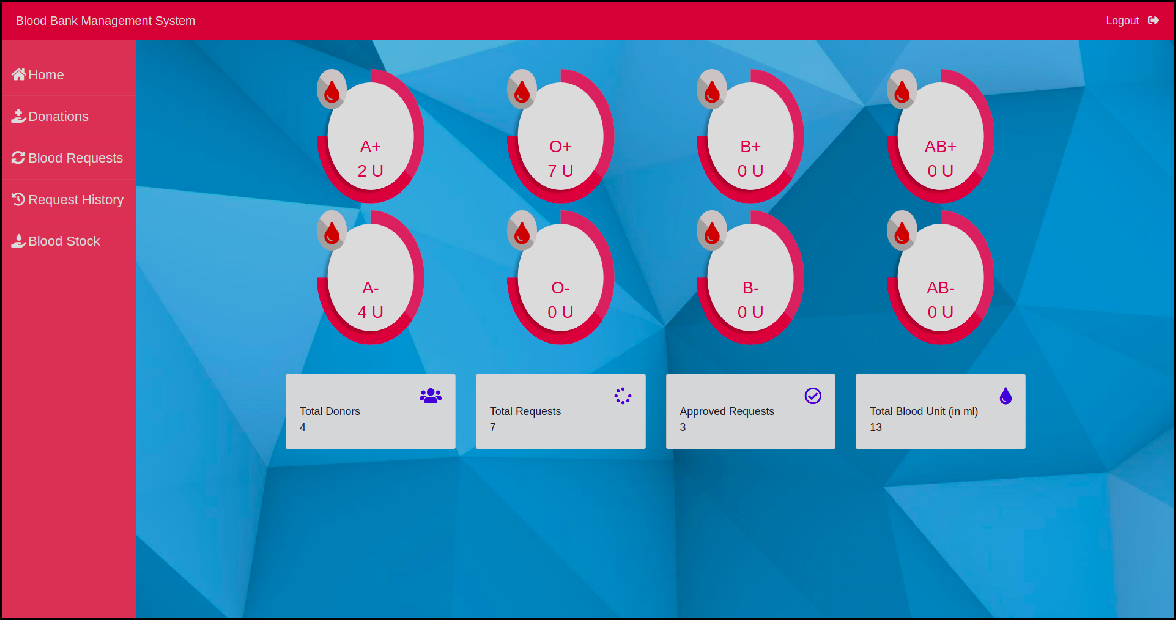 Blood Bank Management System
Logout
Home
Donations
Blood Requests
Request History
Blood Stock
A+
2 U
O+
7 U
B+
0 U
AB+
0 U
A-
4 U
O-
0 U
B-
0 U
AB-
0 U
Total Donors
4
Total Requests
7
Approved Requests
3
Total Blood Unit (in ml)
13